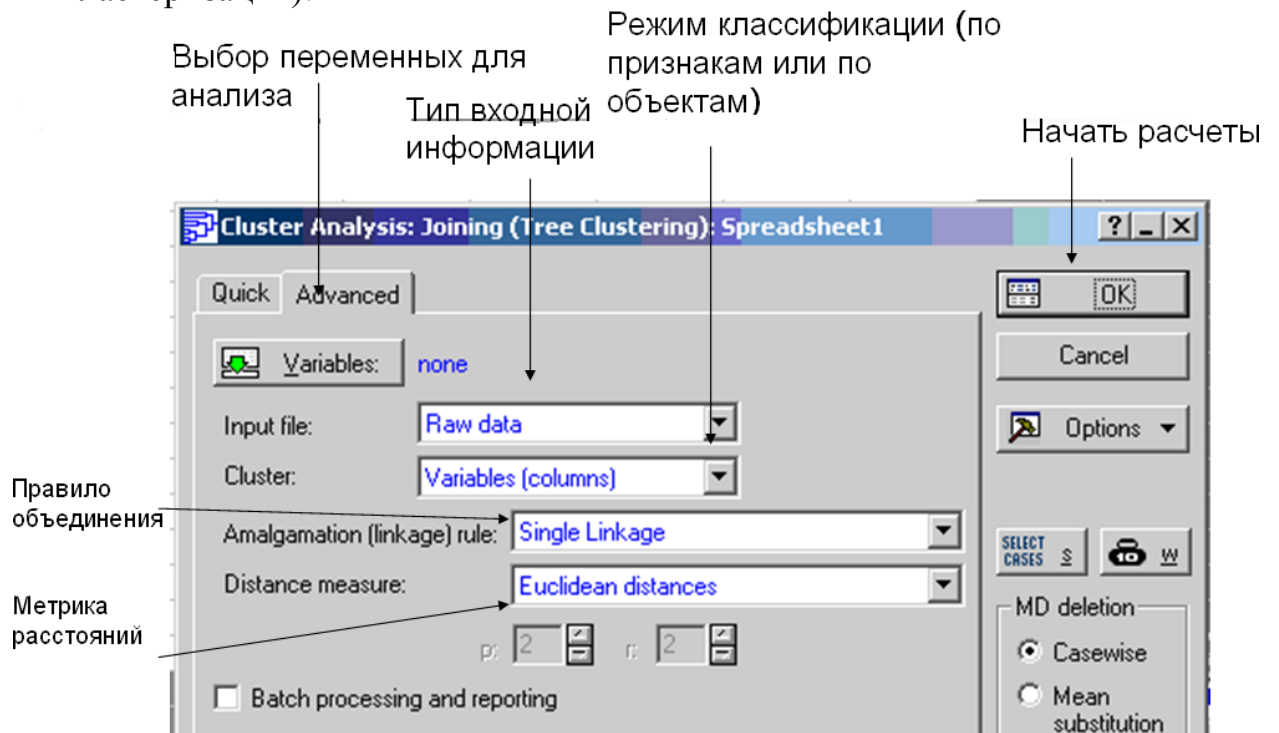 Режим классификации (по
признакам или по
объектам)
Выбор переменных для
анализа
Тип входной
информации
Начать расчеты
Cluster Analysis: Joining (Tree Clustering): Spreadsheet1
Quick Advanced
OK
Variables: none
Cancel
Input file: Raw data
Options
Cluster: Variables (columns)
Правило
объединения
Amalgamation (linkage) rule: Single Linkage
SELECT
CASES S
W
Distance measure: Euclidean distances
Метрика
расстояний
MD deletion
p: 2 r: 2
Casewise
Batch processing and reporting
Mean
substitution